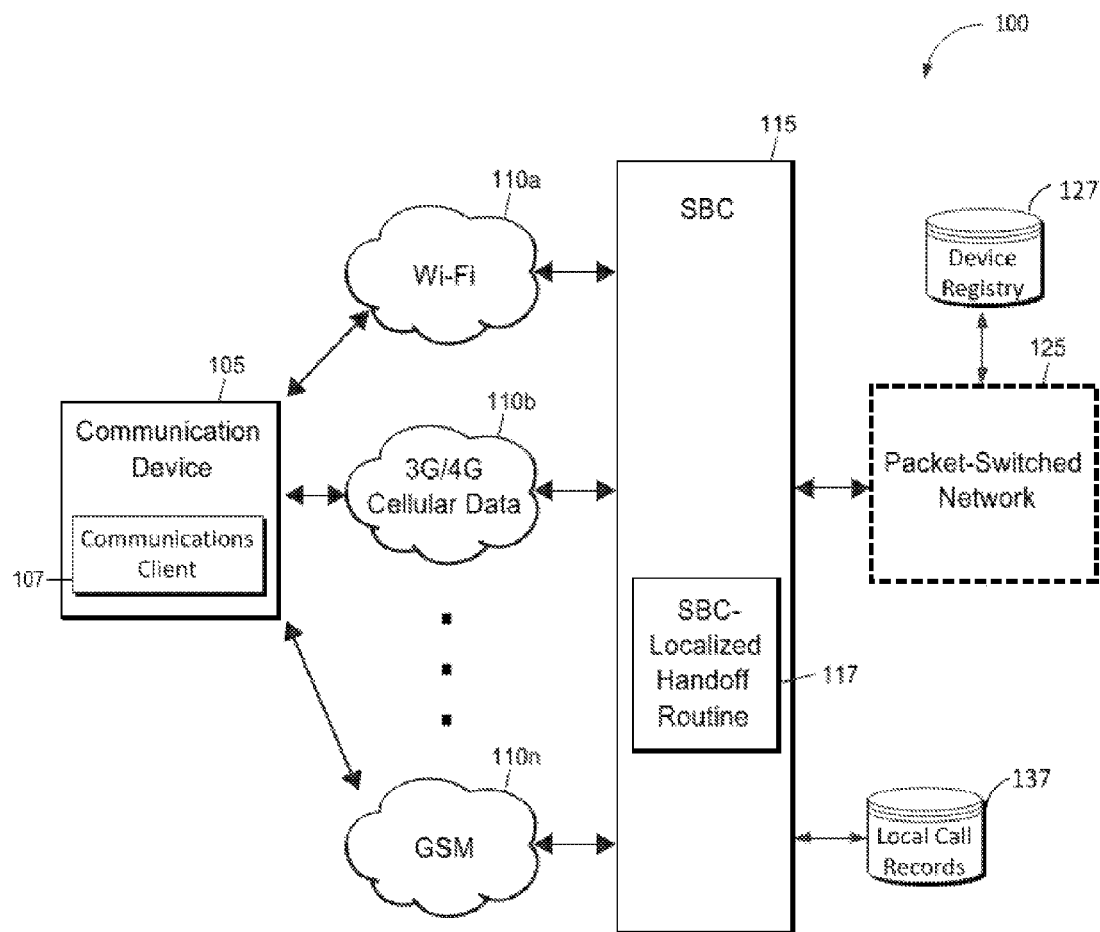 100
115
SBC
110a
Wi-Fi
127
Device
Registry
125
Packet-Switched
Network
105
Communication
Device
Communications
Client
107
110b
3G/4G
Cellular Data
SBC-
Localized
Handoff
Routine
117
110n
GSM
137
Local Call
Records